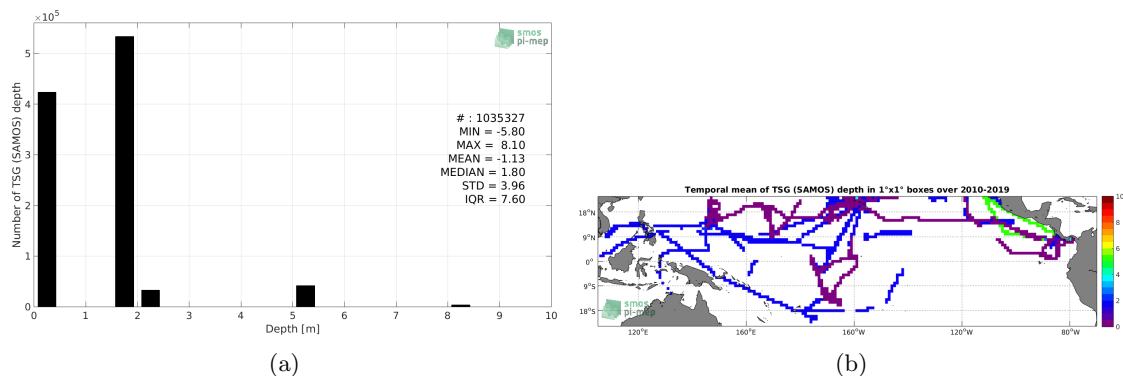 ×10⁵
5
4
3
2
1
0
Number of TSG (SAMOS) depth
smos
pi-mep
# : 1035327
MIN = -5.80
MAX = 8.10
MEAN = -1.13
MEDIAN = 1.80
STD = 3.96
IQR = 7.60
0 1 2 3 4 5 6 7 8 9 10
Depth [m]
(a)
Temporal mean of TSG (SAMOS) depth in 1°x1° boxes over 2010-2019
18°N
9°N
0°
9°S
18°S
smos
pi-mep
120°E 160°E 160°W 120°W 80°W
10
8
6
4
2
0
(b)